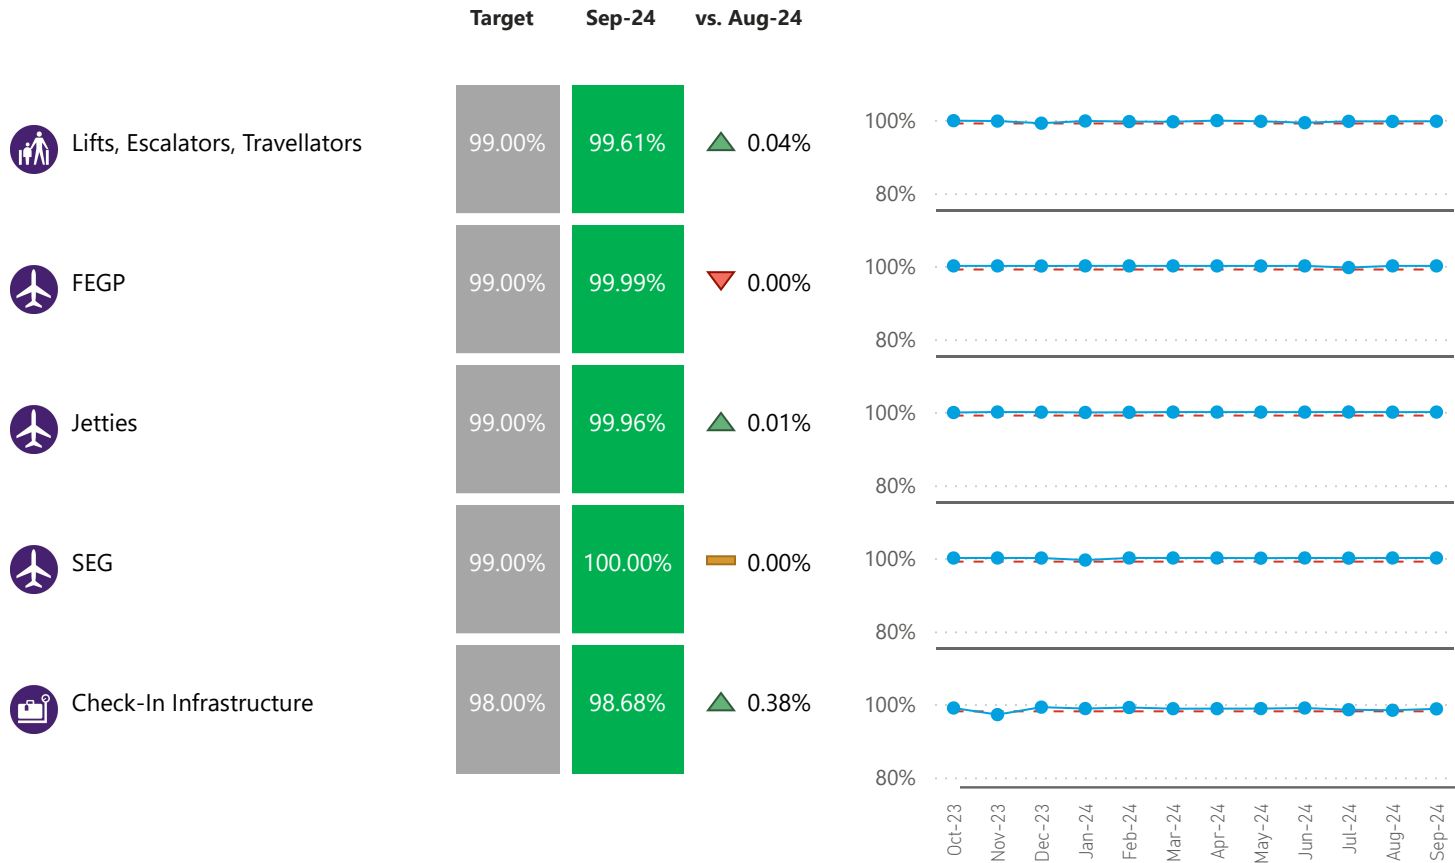 Target Sep-24 vs. Aug-24
Lifts, Escalators, Travellators 99.00% 99.61% 0.04%
100%
80%
FEGP 99.00% 99.99% 0.00%
100%
80%
Jetties 99.00% 99.96% 0.01%
100%
80%
SEG 99.00% 100.00% 0.00%
100%
80%
Check-In Infrastructure 98.00% 98.68% 0.38%
100%
80%
Oct-23 Nov-23 Dec-23 Jan-24 Feb-24 Mar-24 Apr-24 May-24 Jun-24 Jul-24 Aug-24 Sep-24